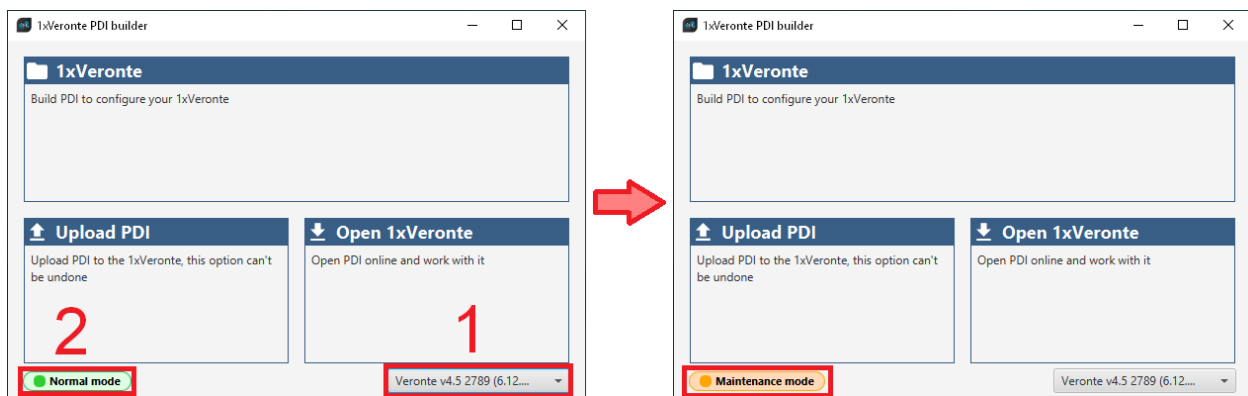 1xVeronte PDI builder
1xVeronte
Build PDI to configure your 1xVeronte
Upload PDI
Upload PDI to the 1xVeronte, this option can't
be undone
2
Open 1xVeronte
Open PDI online and work with it
1
Normal mode
Veronte v4.5 2789 (6.12....
1xVeronte PDI builder
1xVeronte
Build PDI to configure your 1xVeronte
Upload PDI
Upload PDI to the 1xVeronte, this option can't
be undone
Open 1xVeronte
Open PDI online and work with it
Maintenance mode
Veronte v4.5 2789 (6.12....